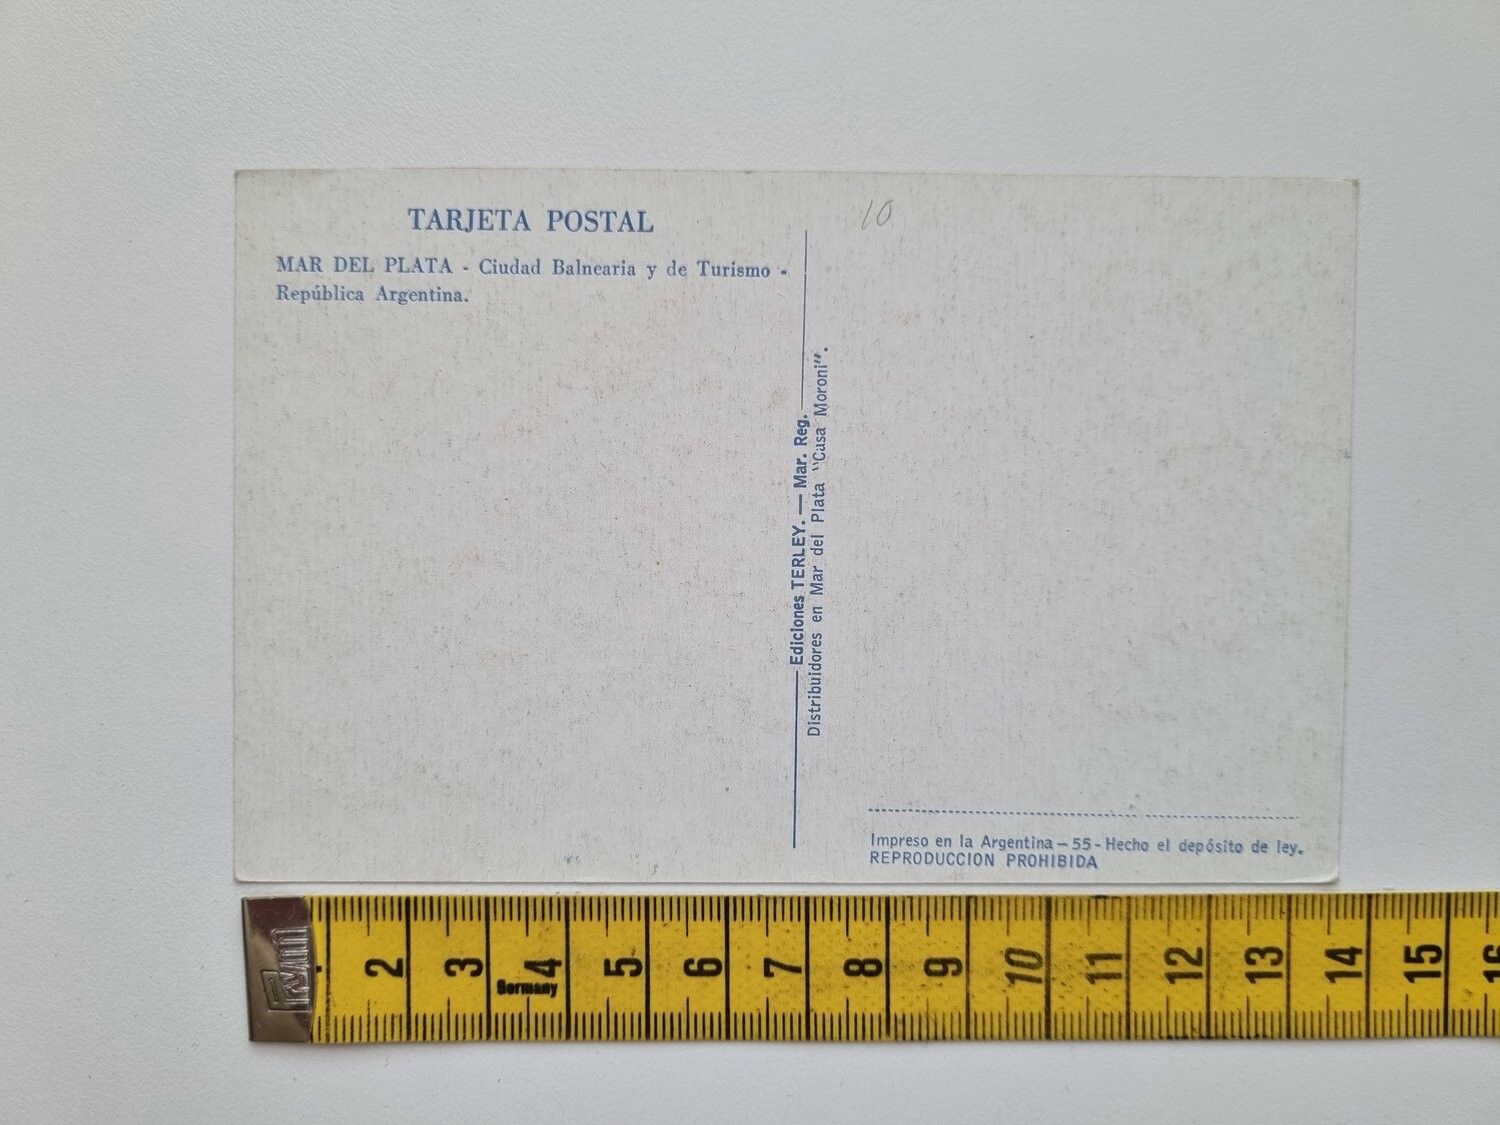 TARJETA POSTAL
10
MAR DEL PLATA - Ciudad Balnearia y de Turismo -
República Argentina.
Ediciones TERLEY. — Mar. Reg.
Distribuidores en Mar del Plata "Casa Moroni".
Impreso en la Argentina — 55 - Hecho el depósito de ley.
REPRODUCCION PROHIBIDA
2 3 4 5 6 7 8 9 10 11 12 13 14 15 16
Germany